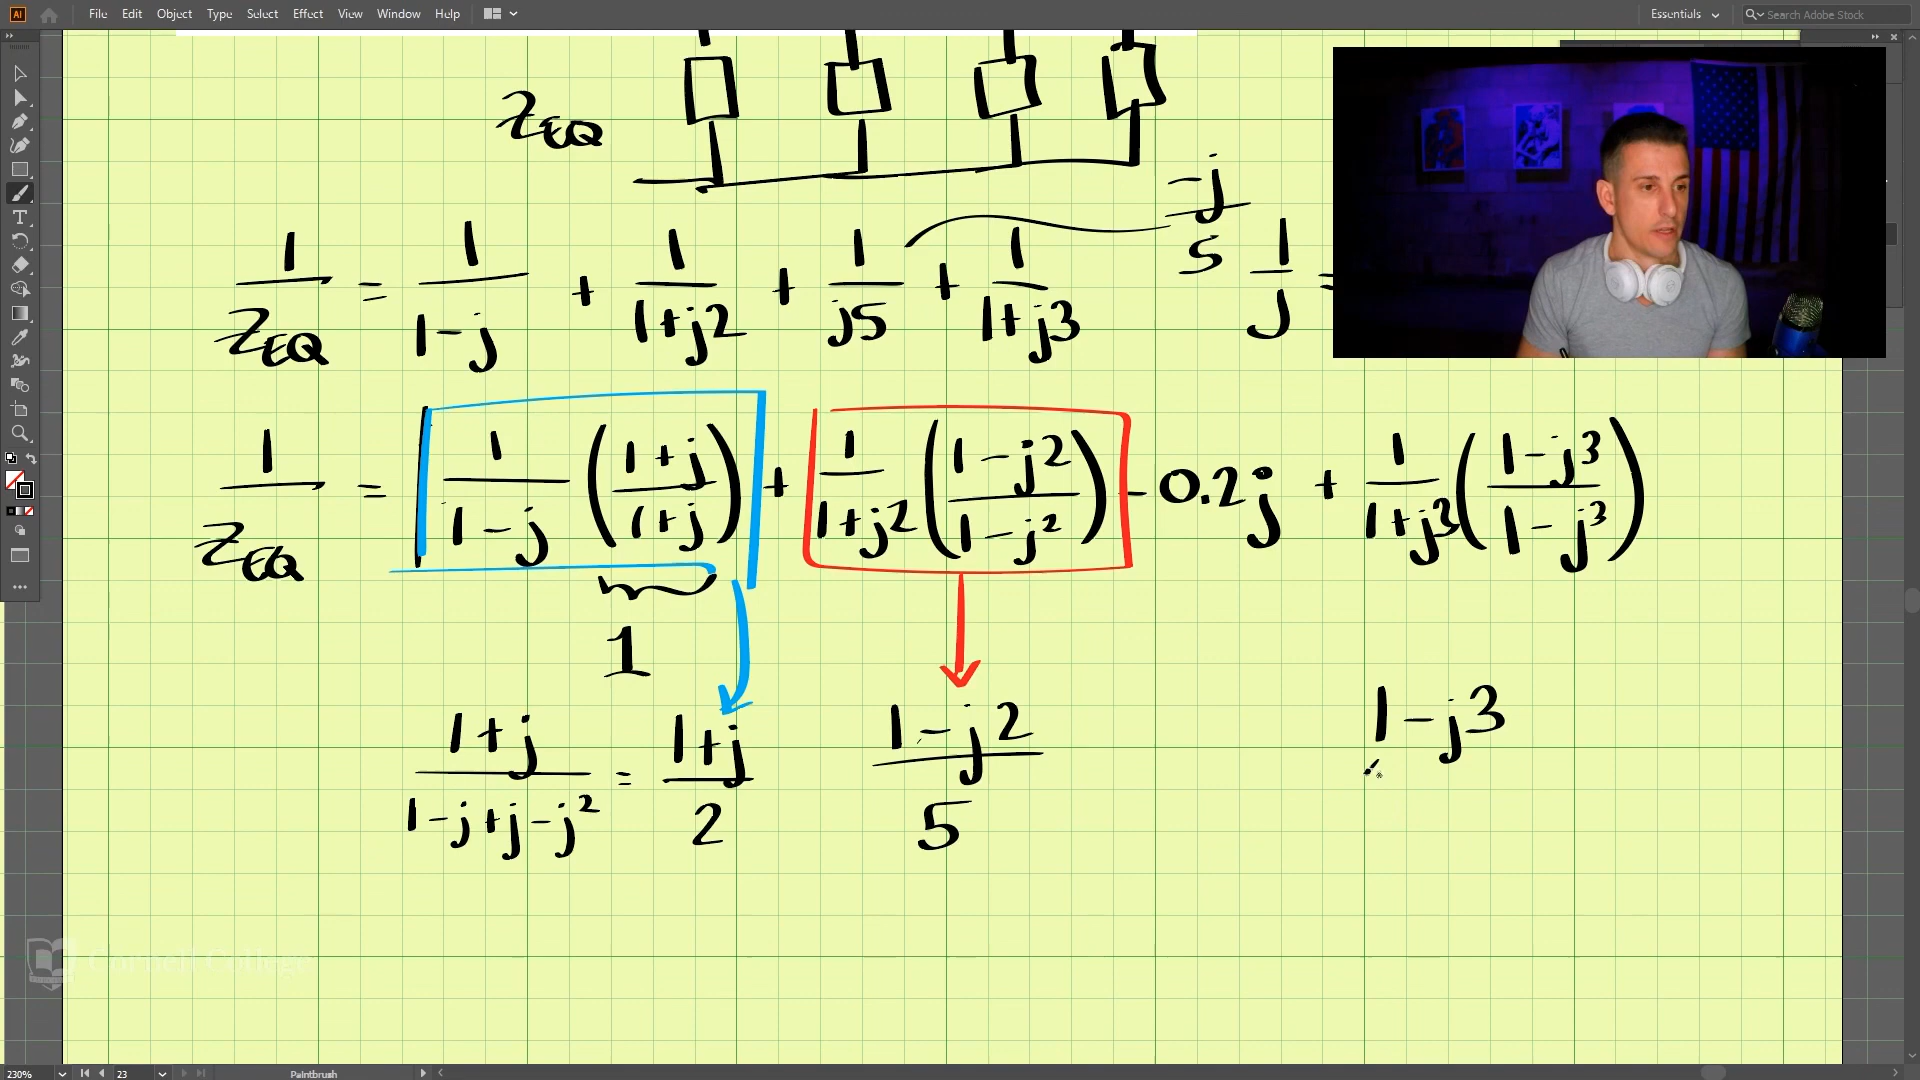 Ai File Edit Object Type Select Effect View Window Help Essentials Search Adobe Stock
Z_EQ
1/Z_EQ = 1/(1-j) + 1/(1+j2) + 1/(j5) + 1/(1+j3) -j/5 1/j =
1/Z_EQ = 1/(1-j) ((1+j)/(1+j)) + 1/(1+j2) ((1-j2)/(1-j2)) - 0.2j + 1/(1+j3) ((1-j3)/(1-j3))
1
(1+j)/(1-j+j-j²) = (1+j)/2 (1-j2)/5 1-j3
Cornell College
230% 23 Paintbrush